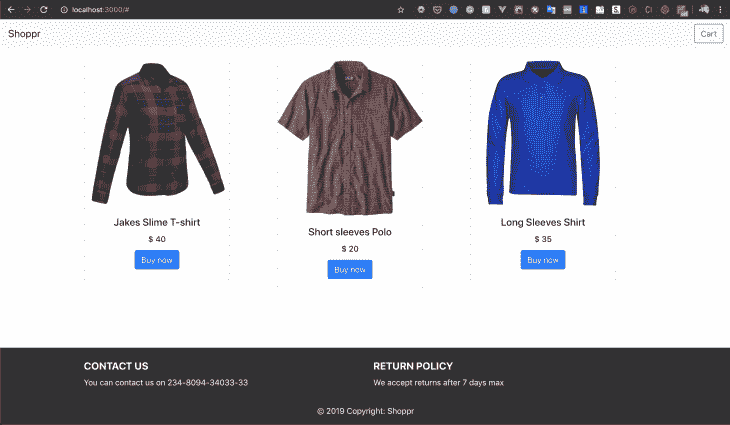 localhost:3000/#
Shoppr
Cart
Jakes Slime T-shirt
$ 40
Buy now
Short sleeves Polo
$ 20
Buy now
Long Sleeves Shirt
$ 35
Buy now
CONTACT US
You can contact us on 234-8094-34033-33
RETURN POLICY
We accept returns after 7 days max
© 2019 Copyright: Shoppr